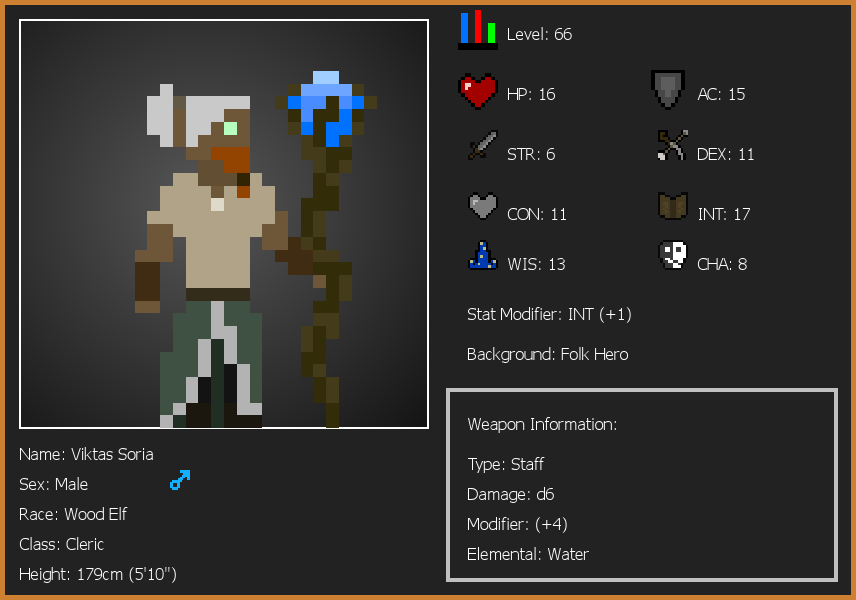 Level: 66
HP: 16
AC: 15
STR: 6
DEX: 11
CON: 11
INT: 17
WIS: 13
CHA: 8
Stat Modifier: INT (+1)
Background: Folk Hero
Weapon Information:
Type: Staff
Damage: d6
Modifier: (+4)
Elemental: Water
Name: Viktas Soria
Sex: Male
Race: Wood Elf
Class: Cleric
Height: 179cm (5'10")